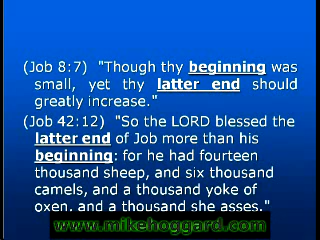 (Job 8:7) "Though thy beginning was
small, yet thy latter end should
greatly increase."
(Job 42:12) "So the LORD blessed the
latter end of Job more than his
beginning: for he had fourteen
thousand sheep, and six thousand
camels, and a thousand yoke of
oxen, and a thousand she asses."
www.mikehoggard.com